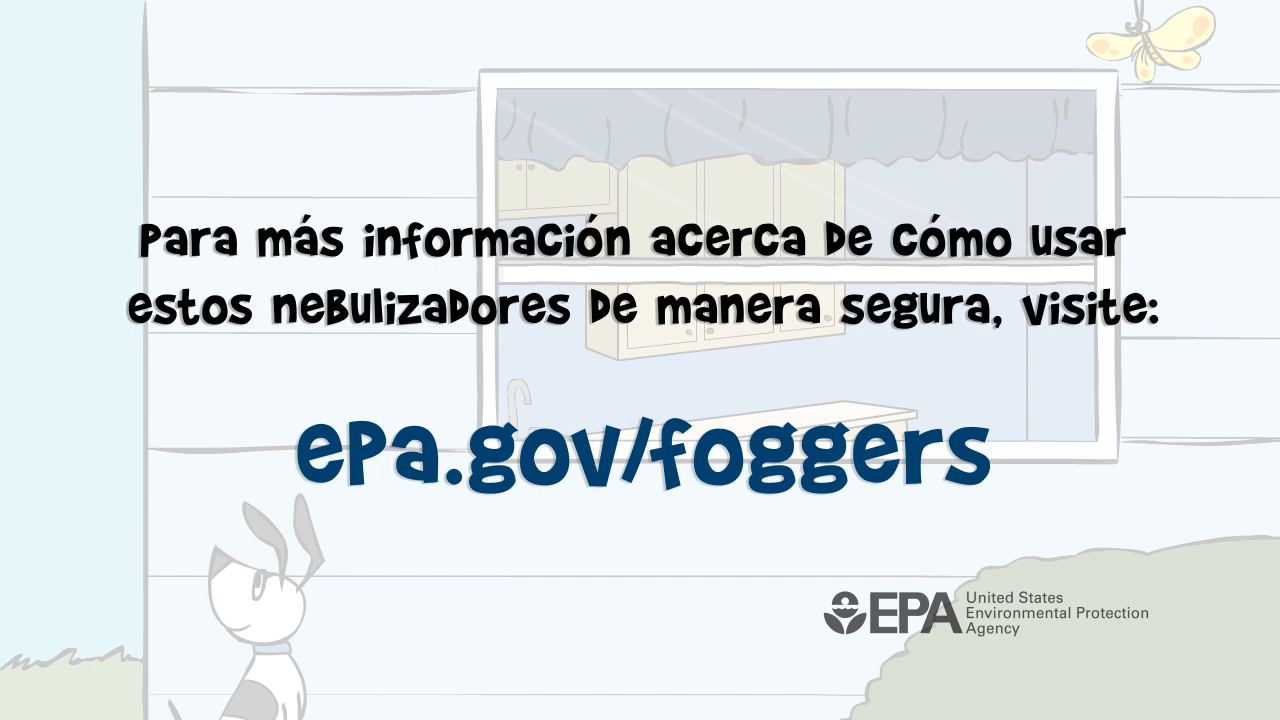 Para más información acerca de cómo usar
estos nebulizadores de manera segura, visite:
epa.gov/foggers
EPA
United States
Environmental Protection
Agency